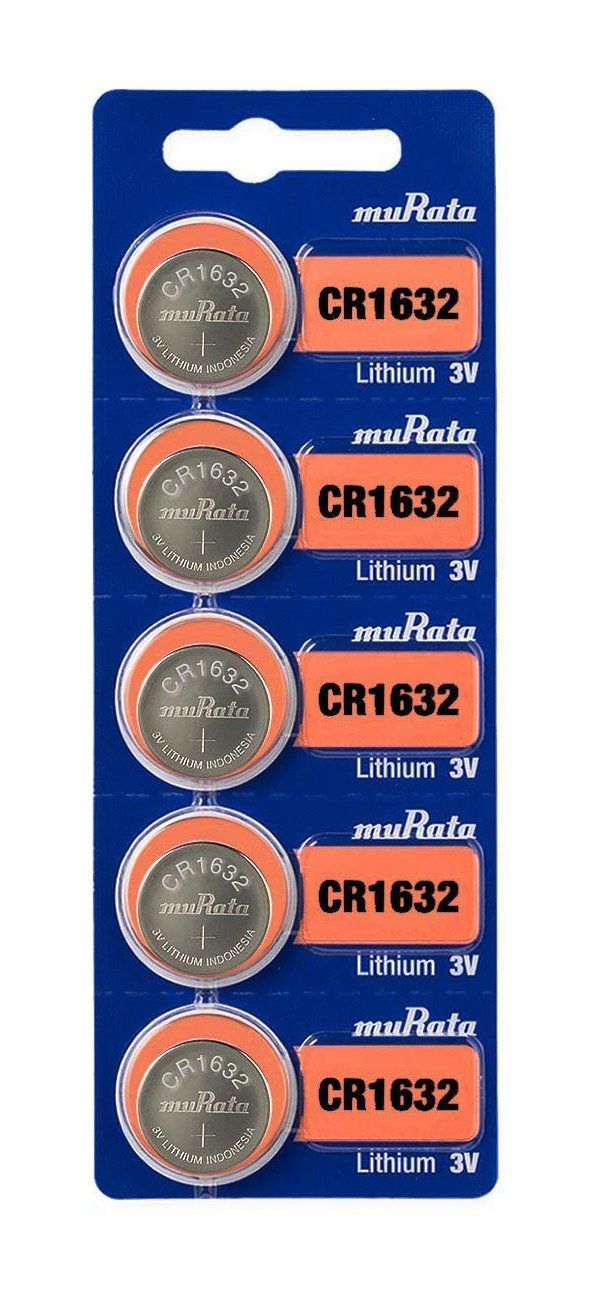 muRata
CR1632
muRata
+
3V LITHIUM INDONESIA
CR1632
Lithium 3V
muRata
CR1632
muRata
+
3V LITHIUM INDONESIA
CR1632
Lithium 3V
muRata
CR1632
muRata
+
3V LITHIUM INDONESIA
CR1632
Lithium 3V
muRata
CR1632
muRata
+
3V LITHIUM INDONESIA
CR1632
Lithium 3V
muRata
CR1632
muRata
+
3V LITHIUM INDONESIA
CR1632
Lithium 3V